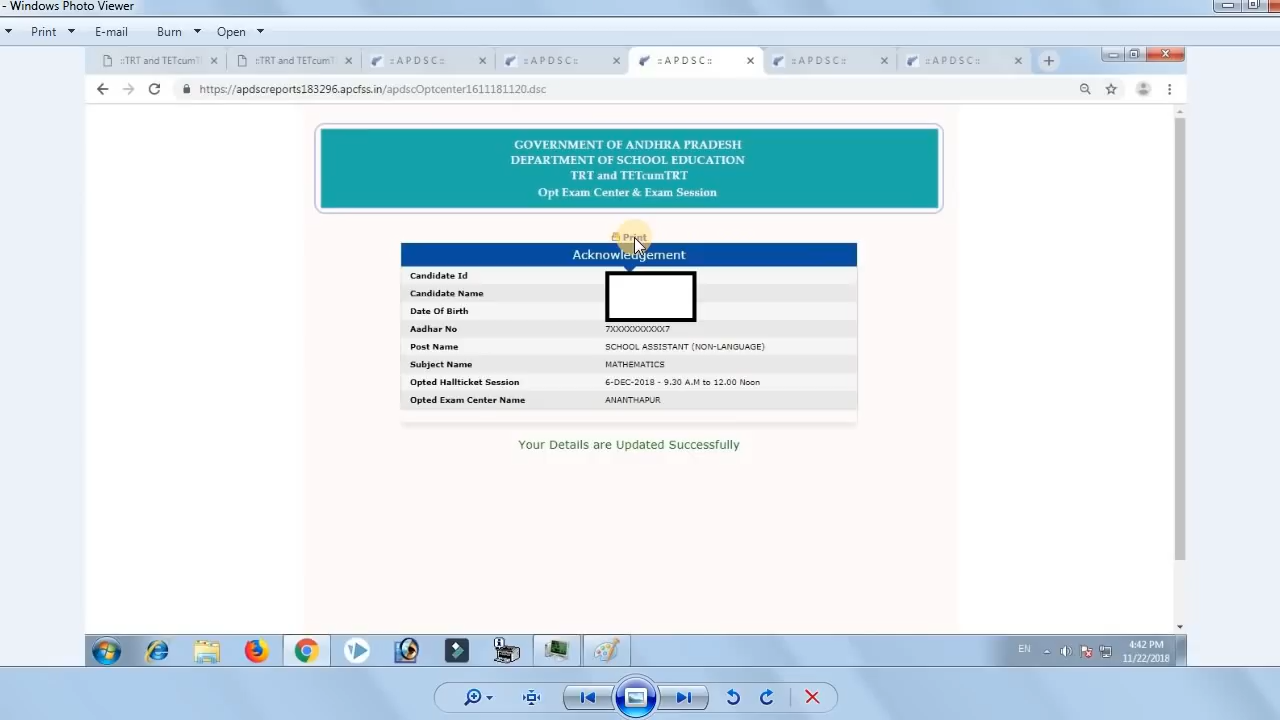 - Windows Photo Viewer
Print E-mail Burn Open
::TRT and TETcumT ::TRT and TETcumT :: A P D S C :: :: A P D S C :: :: A P D S C :: :: A P D S C :: :: A P D S C ::
https://apdscreports183296.apcfss.in/apdscOptcenter1611181120.dsc
GOVERNMENT OF ANDHRA PRADESH
DEPARTMENT OF SCHOOL EDUCATION
TRT and TETcumTRT
Opt Exam Center & Exam Session
Print
Acknowledgement
Candidate Id
Candidate Name
Date Of Birth
Aadhar No 7XXXXXXXXXX7
Post Name SCHOOL ASSISTANT (NON-LANGUAGE)
Subject Name MATHEMATICS
Opted Hallticket Session 6-DEC-2018 - 9.30 A.M to 12.00 Noon
Opted Exam Center Name ANANTHAPUR
Your Details are Updated Successfully
EN 4:42 PM
11/22/2018